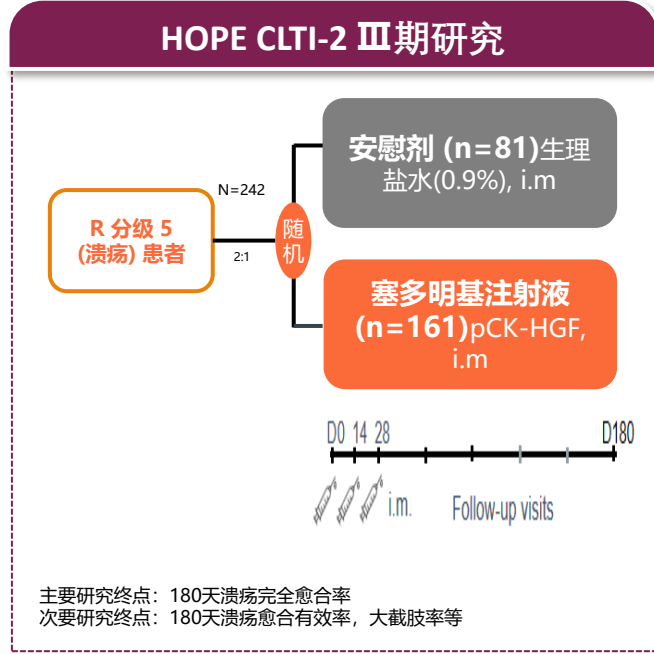 HOPE CLTI-2 Ⅲ期研究
安慰剂 (n=81)生理
盐水(0.9%), i.m
N=242
R 分级 5
(溃疡) 患者
随
机
2:1
塞多明基注射液
(n=161)pCK-HGF,
i.m
D0 14 28 D180
i.m. Follow-up visits
主要研究终点：180天溃疡完全愈合率
次要研究终点：180天溃疡愈合有效率，大截肢率等